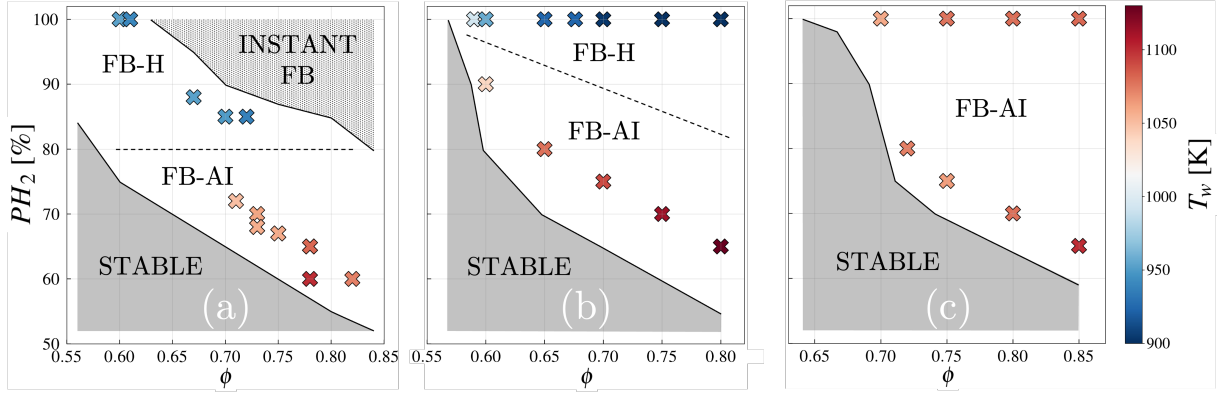 100
90
80
70
60
50
PH2 [%]
FB-H
INSTANT
FB
FB-AI
STABLE
(a)
0.55 0.60 0.65 0.70 0.75 0.80 0.85
ϕ
FB-H
FB-AI
STABLE
(b)
0.55 0.60 0.65 0.70 0.75 0.80
ϕ
FB-AI
STABLE
(c)
0.65 0.70 0.75 0.80 0.85
ϕ
1100
1050
1000
950
900
Tw [K]